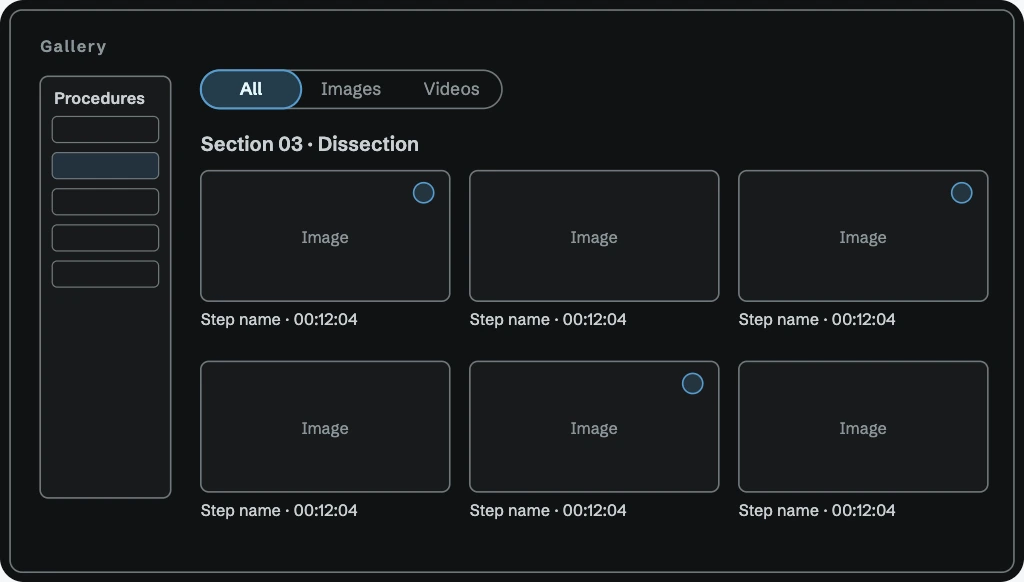 Gallery
Procedures
All Images Videos
Section 03 · Dissection
Image Image Image
Step name · 00:12:04 Step name · 00:12:04 Step name · 00:12:04
Image Image Image
Step name · 00:12:04 Step name · 00:12:04 Step name · 00:12:04